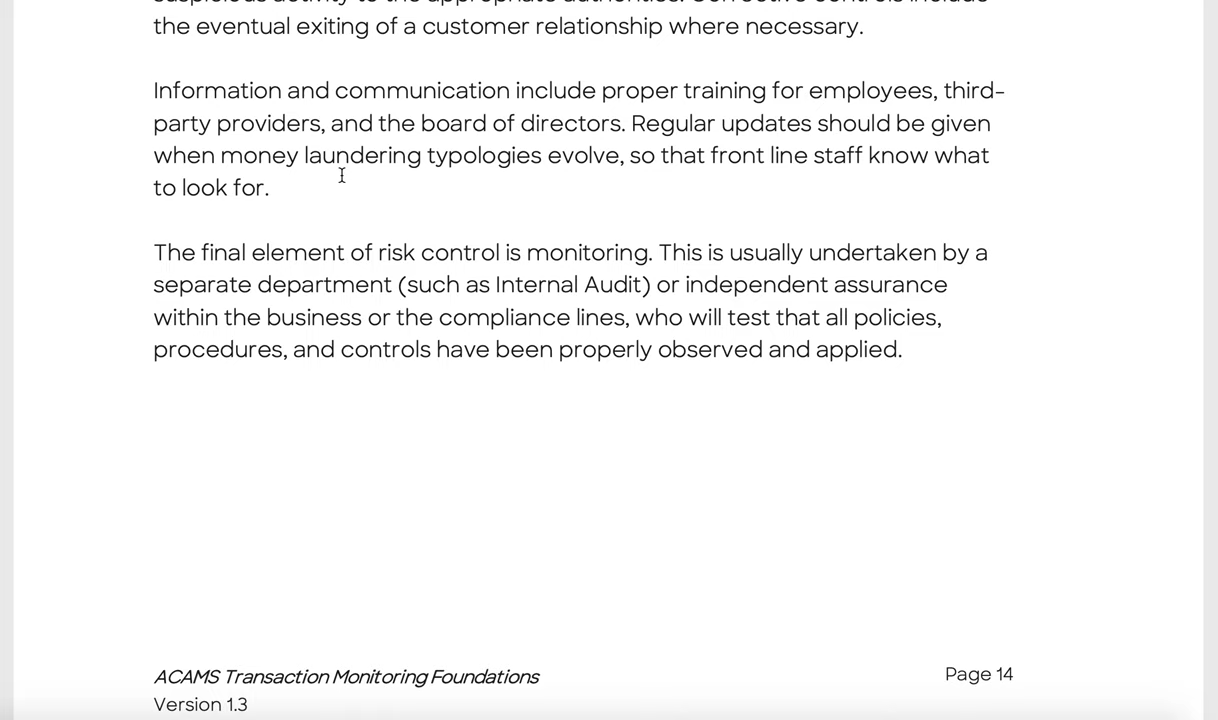 the eventual exiting of a customer relationship where necessary.
Information and communication include proper training for employees, third-
party providers, and the board of directors. Regular updates should be given
when money laundering typologies evolve, so that front line staff know what
to look for.
The final element of risk control is monitoring. This is usually undertaken by a
separate department (such as Internal Audit) or independent assurance
within the business or the compliance lines, who will test that all policies,
procedures, and controls have been properly observed and applied.
ACAMS Transaction Monitoring Foundations
Page 14
Version 1.3